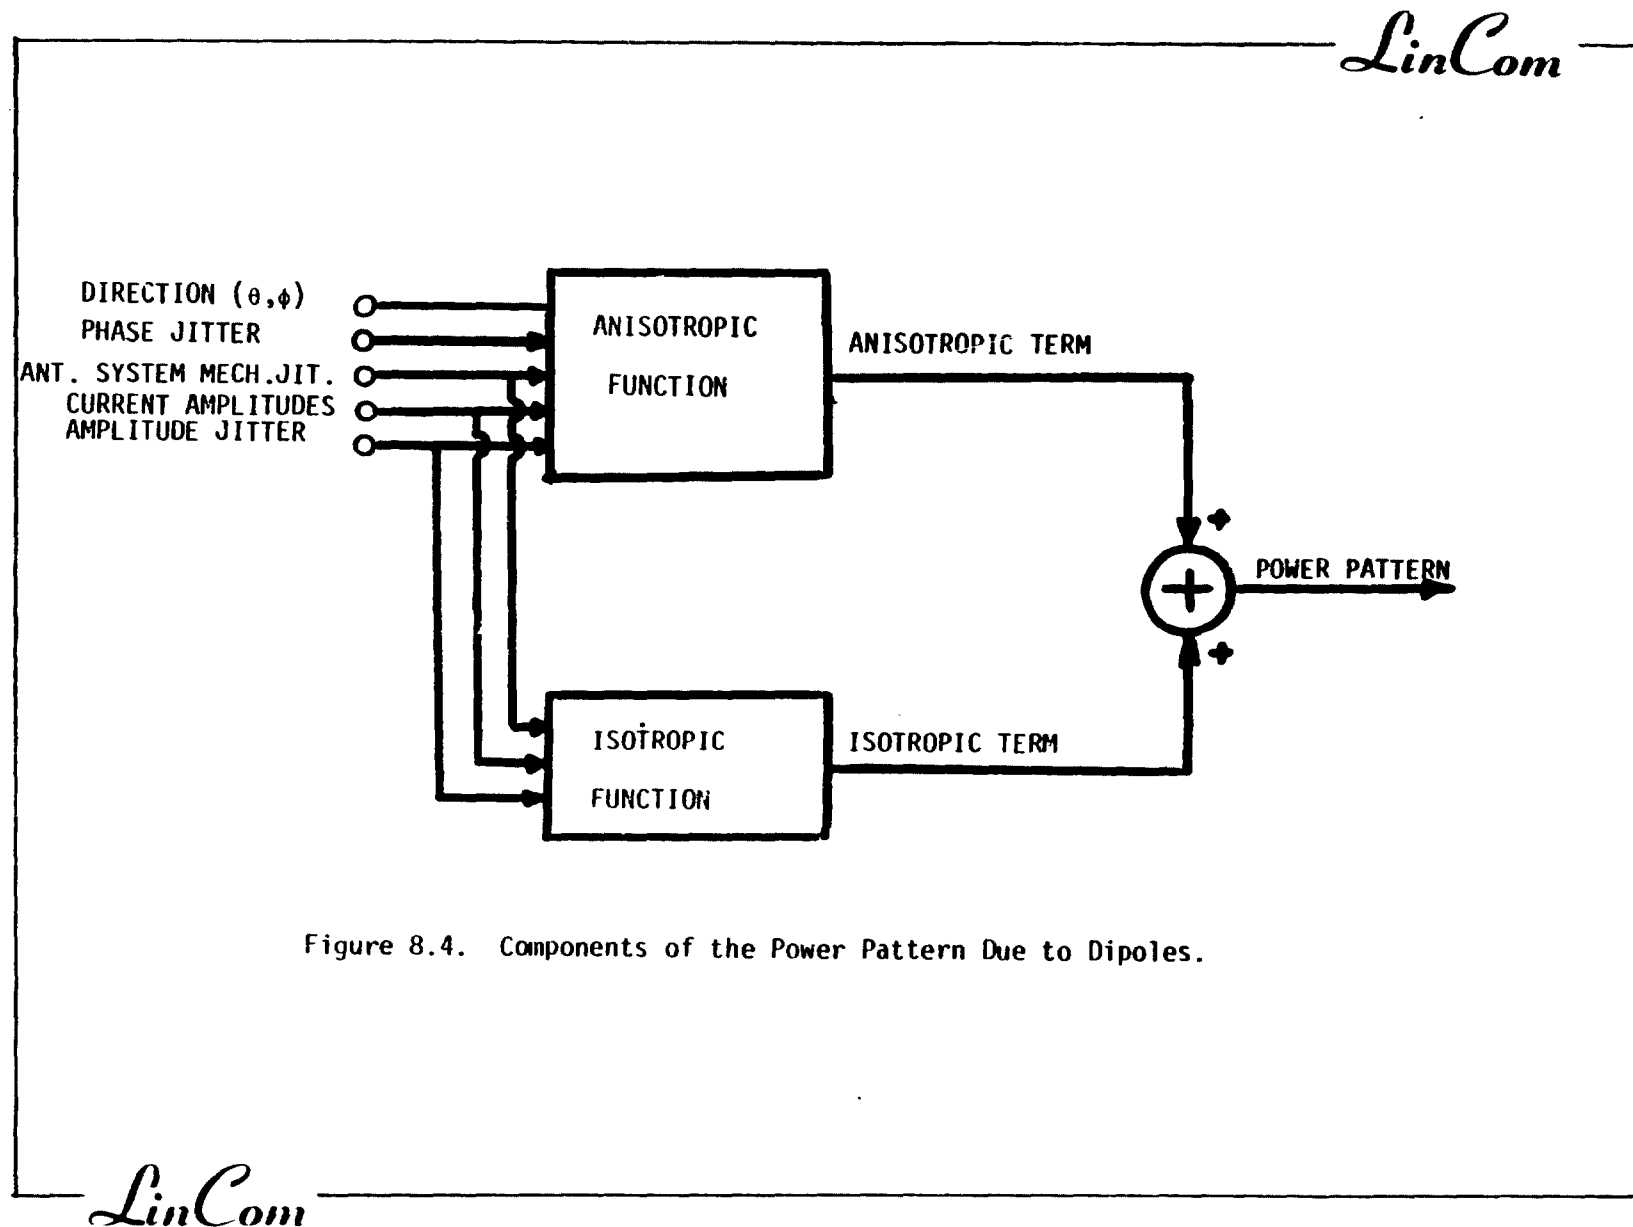 LinCom
DIRECTION (θ,ϕ)
PHASE JITTER
ANT. SYSTEM MECH.JIT.
CURRENT AMPLITUDES
AMPLITUDE JITTER
ANISOTROPIC
FUNCTION
ANISOTROPIC TERM
+
+
POWER PATTERN
+
ISOTROPIC
FUNCTION
ISOTROPIC TERM
Figure 8.4. Components of the Power Pattern Due to Dipoles.
LinCom